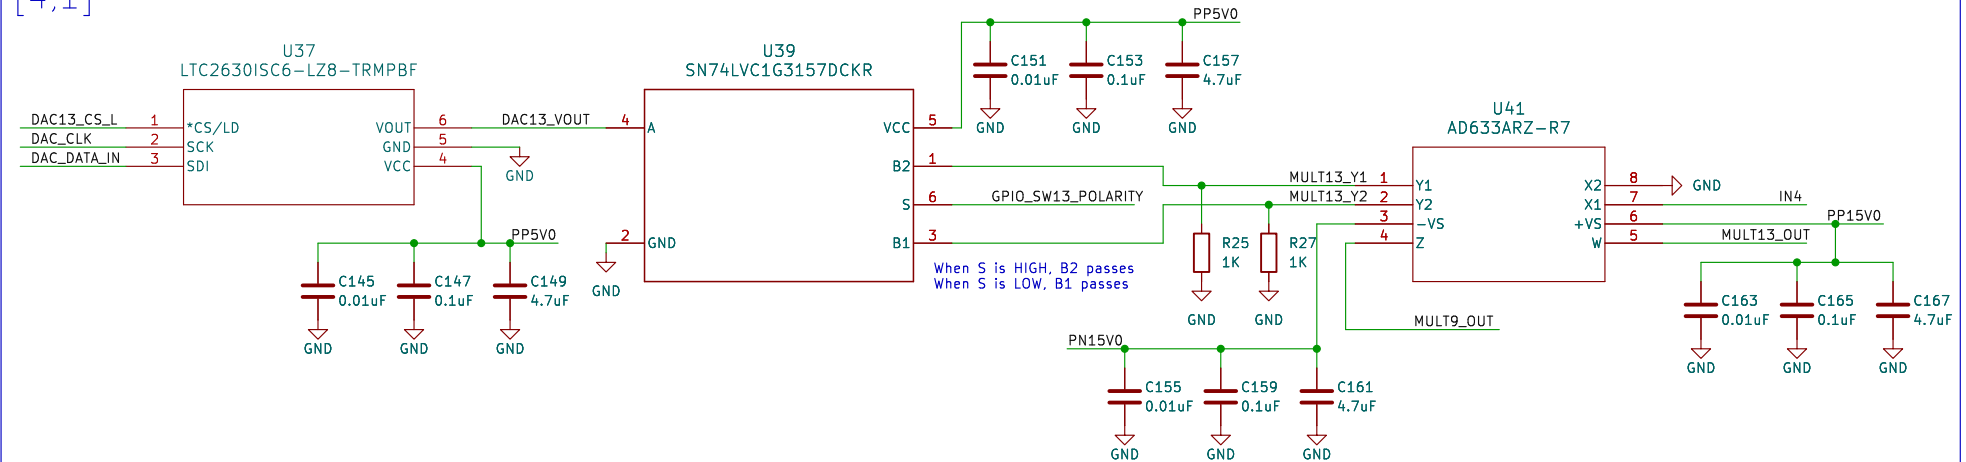 [4,1]
U37
LTC2630ISC6-LZ8-TRMPBF
DAC13_CS_L
1
*CS/LD
DAC_CLK
2
SCK
DAC_DATA_IN
3
SDI
VOUT
6
GND
5
VCC
4
DAC13_VOUT
GND
PP5V0
C145
0.01uF
GND
C147
0.1uF
GND
C149
4.7uF
GND
U39
SN74LVC1G3157DCKR
4
A
2
GND
GND
VCC
5
B2
1
S
6
B1
3
PP5V0
C151
0.01uF
GND
C153
0.1uF
GND
C157
4.7uF
GND
GPIO_SW13_POLARITY
When S is HIGH, B2 passes
When S is LOW, B1 passes
MULT13_Y1
MULT13_Y2
R25
1K
GND
R27
1K
GND
PN15V0
C155
0.01uF
GND
C159
0.1uF
GND
C161
4.7uF
GND
U41
AD633ARZ-R7
1
Y1
2
Y2
3
-VS
4
Z
X2
8
X1
7
+VS
6
W
5
GND
IN4
PP15V0
MULT13_OUT
MULT9_OUT
C163
0.01uF
GND
C165
0.1uF
GND
C167
4.7uF
GND